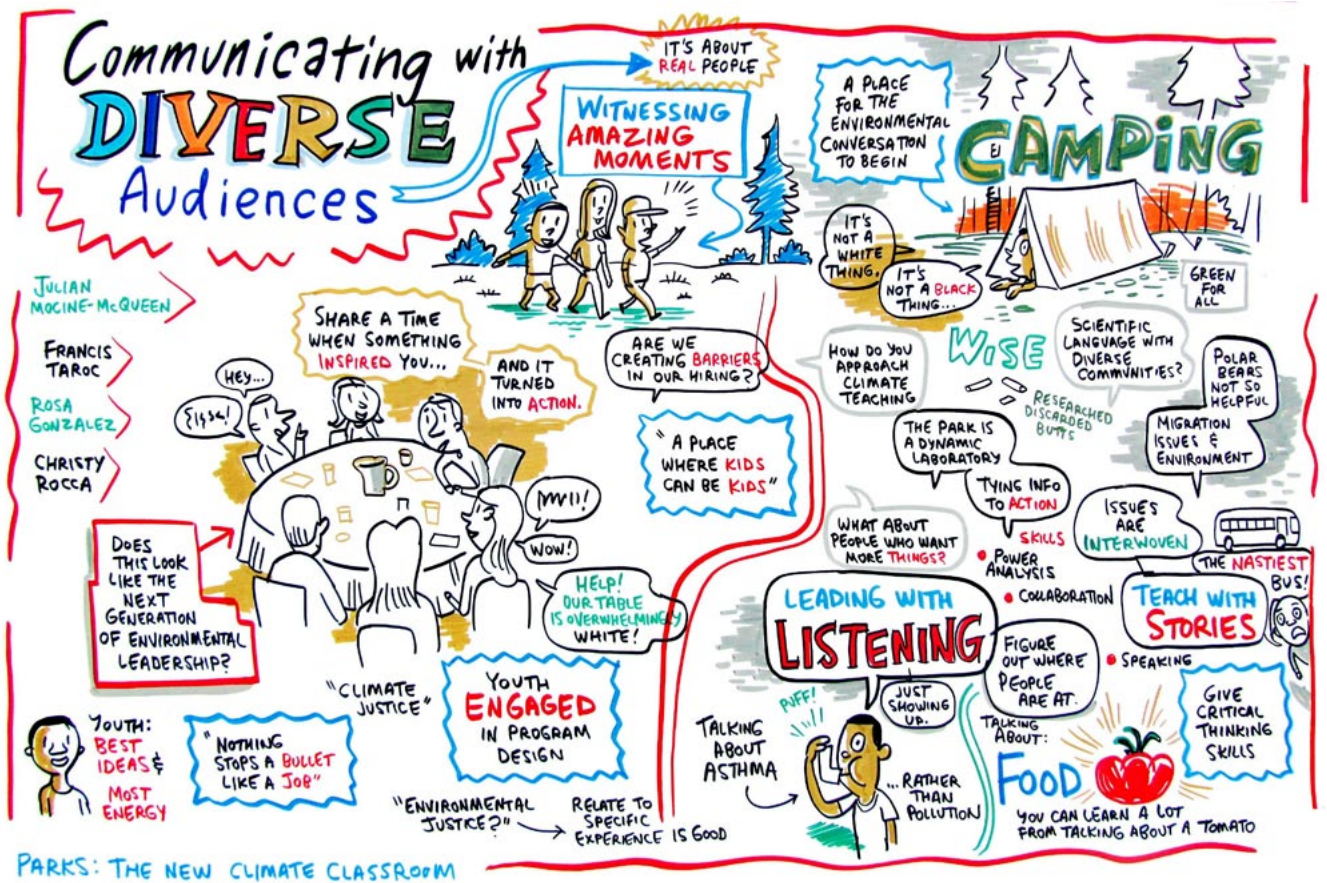 Communicating with
DIVERSE
Audiences
IT'S ABOUT
REAL PEOPLE
WITNESSING
AMAZING
MOMENTS
A PLACE
FOR THE
ENVIRONMENTAL
CONVERSATION
TO BEGIN
CAMPING
IT'S
NOT A
WHITE
THING.
IT'S
NOT A BLACK
THING...
GREEN
FOR
ALL
JULIAN
MOCINE-McQUEEN
FRANCIS
TAROC
ROSA
GONZALEZ
CHRISTY
ROCCA
SHARE A TIME
WHEN SOMETHING
INSPIRED YOU...
AND IT
TURNED
INTO ACTION.
HEY...
WOW!
HELP!
OUR TABLE
IS OVERWHELMINGLY
WHITE!
DOES
THIS LOOK
LIKE THE
NEXT
GENERATION
OF ENVIRONMENTAL
LEADERSHIP?
ARE WE
CREATING BARRIERS
IN OUR HIRING?
"A PLACE
WHERE KIDS
CAN BE KIDS"
HOW DO YOU
APPROACH
CLIMATE
TEACHING
WISE
RESEARCHED
DISCARDED
BUTTS
SCIENTIFIC
LANGUAGE WITH
DIVERSE
COMMUNITIES?
POLAR
BEARS
NOT SO
HELPFUL
MIGRATION
ISSUES &
ENVIRONMENT
THE PARK IS
A DYNAMIC
LABORATORY
TYING INFO
TO ACTION
SKILLS
• POWER
ANALYSIS
• COLLABORATION
• SPEAKING
ISSUES
ARE
INTERWOVEN
THE NASTIEST
BUS!
TEACH WITH
STORIES
WHAT ABOUT
PEOPLE WHO WANT
MORE THINGS?
LEADING WITH
LISTENING
JUST
SHOWING
UP.
FIGURE
OUT WHERE
PEOPLE
ARE AT.
GIVE
CRITICAL
THINKING
SKILLS
TALKING
ABOUT:
FOOD
YOU CAN LEARN A LOT
FROM TALKING ABOUT A TOMATO
PUFF!
TALKING
ABOUT
ASTHMA
...RATHER
THAN
POLLUTION
YOUTH:
BEST
IDEAS &
MOST
ENERGY
"NOTHING
STOPS A BULLET
LIKE A JOB"
"CLIMATE
JUSTICE"
YOUTH
ENGAGED
IN PROGRAM
DESIGN
"ENVIRONMENTAL
JUSTICE?"
RELATE TO
SPECIFIC
EXPERIENCE IS GOOD
PARKS: THE NEW CLIMATE CLASSROOM